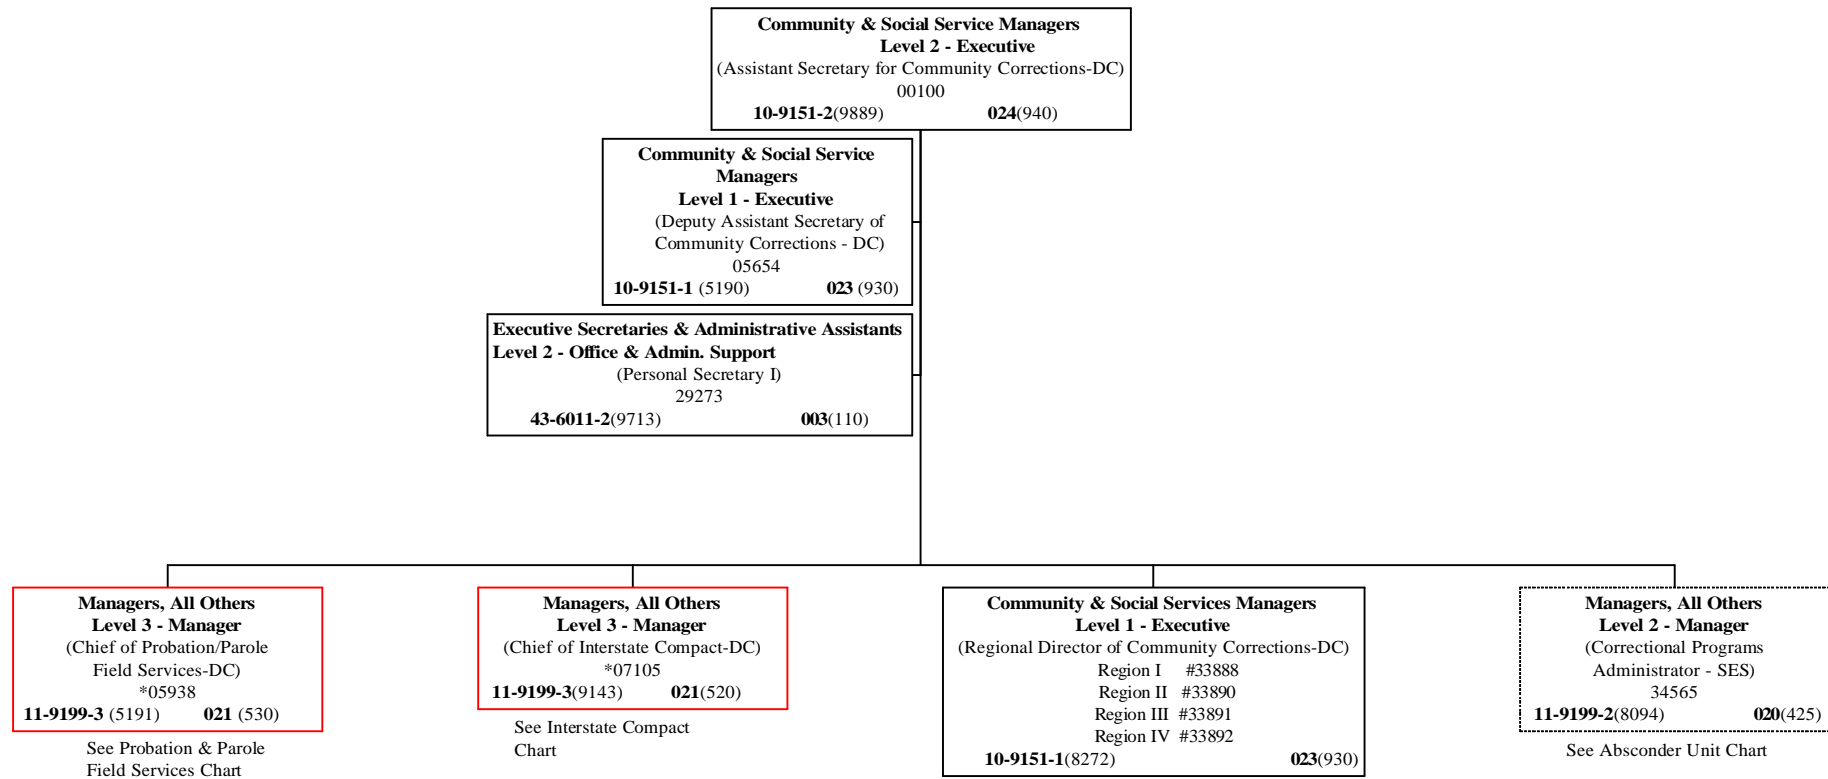 Community & Social Service Managers
Level 2 - Executive
(Assistant Secretary for Community Corrections-DC)
00100
10-9151-2(9889) 024(940)
Community & Social Service
Managers
Level 1 - Executive
(Deputy Assistant Secretary of
Community Corrections - DC)
05654
10-9151-1 (5190) 023 (930)
Executive Secretaries & Administrative Assistants
Level 2 - Office & Admin. Support
(Personal Secretary I)
29273
43-6011-2(9713) 003(110)
Managers, All Others
Level 3 - Manager
(Chief of Probation/Parole
Field Services-DC)
*05938
11-9199-3 (5191) 021 (530)
See Probation & Parole
Field Services Chart
Managers, All Others
Level 3 - Manager
(Chief of Interstate Compact-DC)
*07105
11-9199-3(9143) 021(520)
See Interstate Compact
Chart
Community & Social Services Managers
Level 1 - Executive
(Regional Director of Community Corrections-DC)
Region I #33888
Region II #33890
Region III #33891
Region IV #33892
10-9151-1(8272) 023(930)
Managers, All Others
Level 2 - Manager
(Correctional Programs
Administrator - SES)
34565
11-9199-2(8094) 020(425)
See Absconder Unit Chart